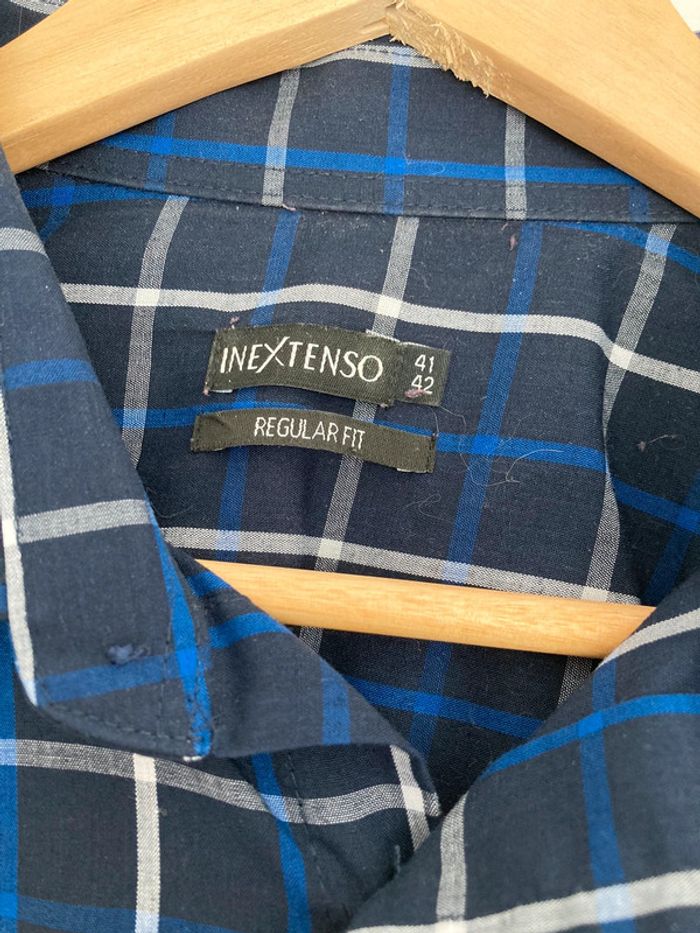 INEXTENSO
41
42
REGULAR FIT